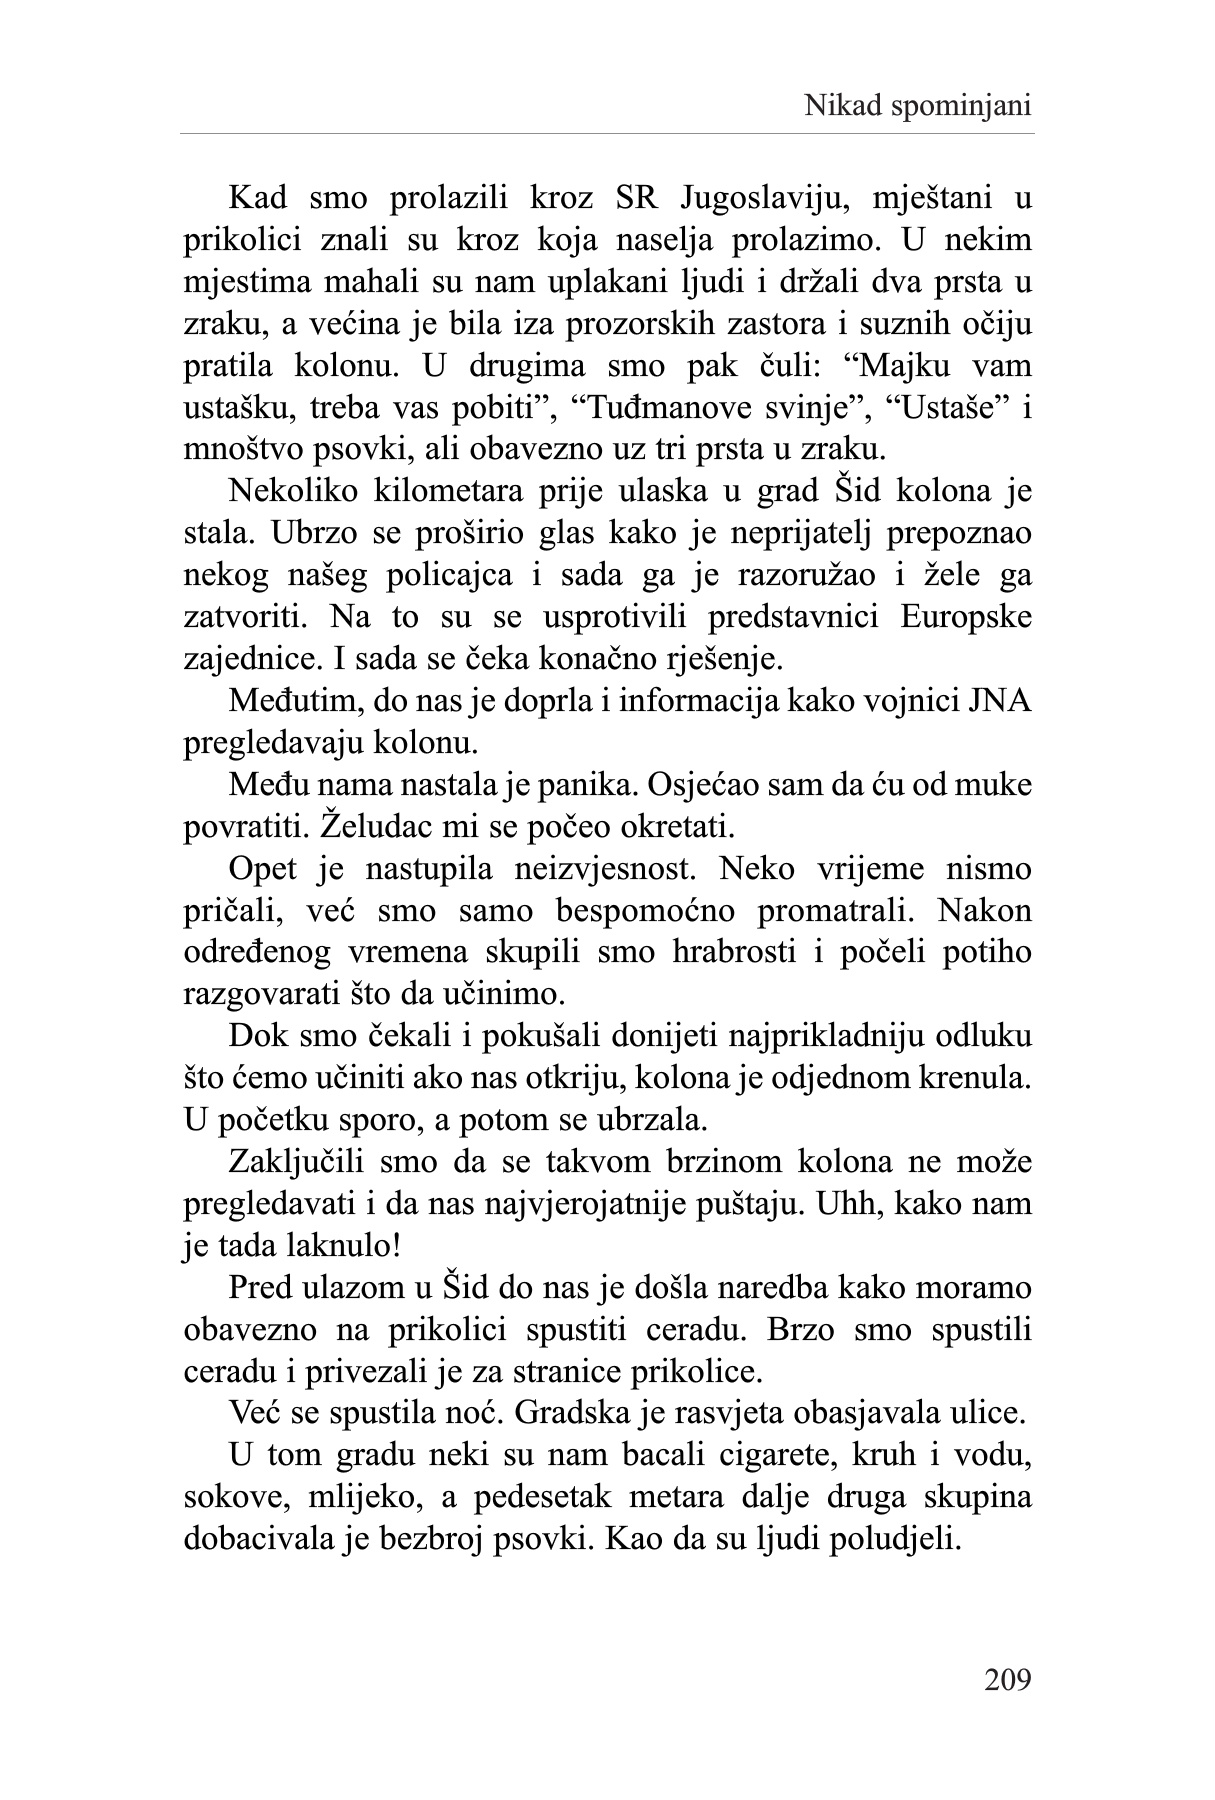 Nikad spominjani
Kad smo prolazili kroz SR Jugoslaviju, mještani u
prikolici znali su kroz koja naselja prolazimo. U nekim
mjestima mahali su nam uplakani ljudi i držali dva prsta u
zraku, a većina je bila iza prozorskih zastora i suznih očiju
pratila kolonu. U drugima smo pak čuli: “Majku vam
ustašku, treba vas pobiti”, “Tuđmanove svinje”, “Ustaše” i
mnoštvo psovki, ali obavezno uz tri prsta u zraku.
Nekoliko kilometara prije ulaska u grad Šid kolona je
stala. Ubrzo se proširio glas kako je neprijatelj prepoznao
nekog našeg policajca i sada ga je razoružao i žele ga
zatvoriti. Na to su se usprotivili predstavnici Europske
zajednice. I sada se čeka konačno rješenje.
Međutim, do nas je doprla i informacija kako vojnici JNA
pregledavaju kolonu.
Među nama nastala je panika. Osjećao sam da ću od muke
povratiti. Želudac mi se počeo okretati.
Opet je nastupila neizvjesnost. Neko vrijeme nismo
pričali, već smo samo bespomoćno promatrali. Nakon
određenog vremena skupili smo hrabrosti i počeli potiho
razgovarati što da učinimo.
Dok smo čekali i pokušali donijeti najprikladniju odluku
što ćemo učiniti ako nas otkriju, kolona je odjednom krenula.
U početku sporo, a potom se ubrzala.
Zaključili smo da se takvom brzinom kolona ne može
pregledavati i da nas najvjerojatnije puštaju. Uhh, kako nam
je tada laknulo!
Pred ulazom u Šid do nas je došla naredba kako moramo
obavezno na prikolici spustiti ceradu. Brzo smo spustili
ceradu i privezali je za stranice prikolice.
Već se spustila noć. Gradska je rasvjeta obasjavala ulice.
U tom gradu neki su nam bacali cigarete, kruh i vodu,
sokove, mlijeko, a pedesetak metara dalje druga skupina
dobacivala je bezbroj psovki. Kao da su ljudi poludjeli.
209